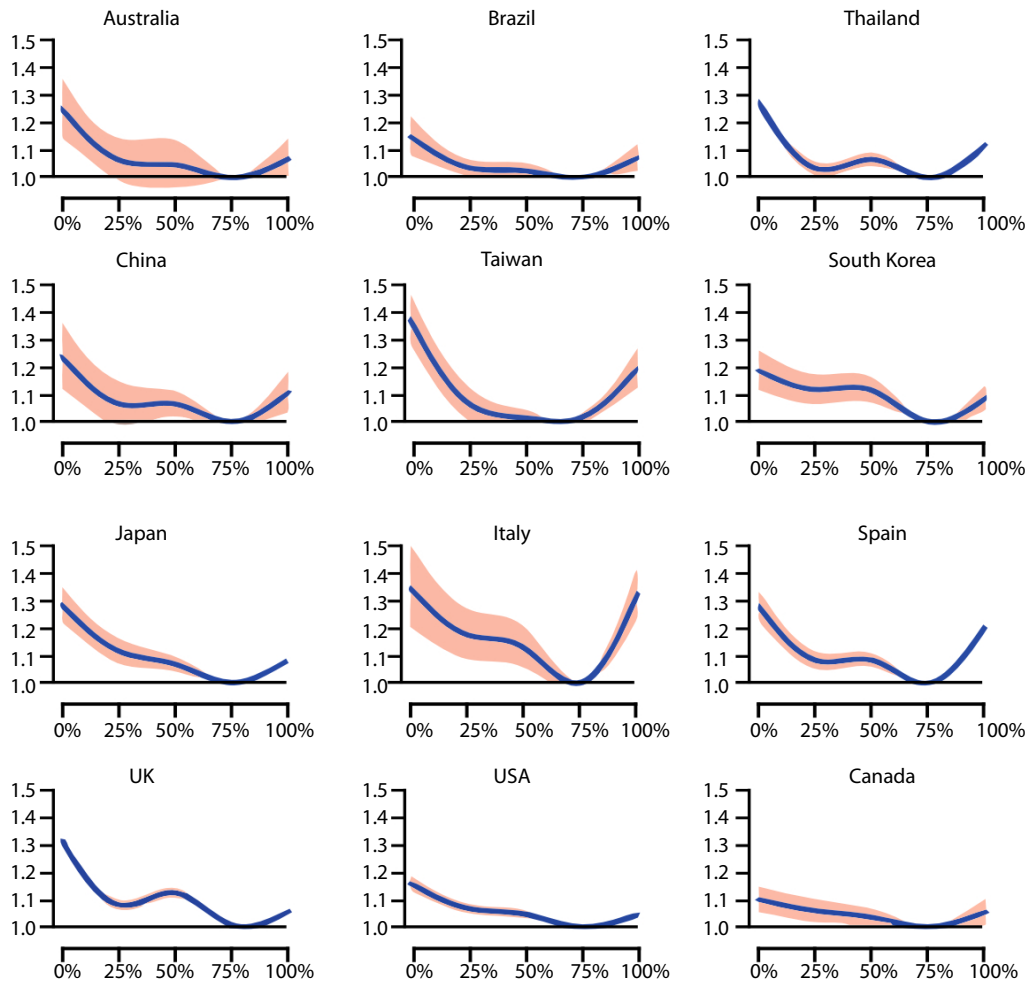 Australia Brazil Thailand
1.5 1.5 1.5
1.4 1.4 1.4
1.3 1.3 1.3
1.2 1.2 1.2
1.1 1.1 1.1
1.0 1.0 1.0
0% 25% 50% 75% 100% 0% 25% 50% 75% 100% 0% 25% 50% 75% 100%
China Taiwan South Korea
1.5 1.5 1.5
1.4 1.4 1.4
1.3 1.3 1.3
1.2 1.2 1.2
1.1 1.1 1.1
1.0 1.0 1.0
0% 25% 50% 75% 100% 0% 25% 50% 75% 100% 0% 25% 50% 75% 100%
Japan Italy Spain
1.5 1.5 1.5
1.4 1.4 1.4
1.3 1.3 1.3
1.2 1.2 1.2
1.1 1.1 1.1
1.0 1.0 1.0
0% 25% 50% 75% 100% 0% 25% 50% 75% 100% 0% 25% 50% 75% 100%
UK USA Canada
1.5 1.5 1.5
1.4 1.4 1.4
1.3 1.3 1.3
1.2 1.2 1.2
1.1 1.1 1.1
1.0 1.0 1.0
0% 25% 50% 75% 100% 0% 25% 50% 75% 100% 0% 25% 50% 75% 100%